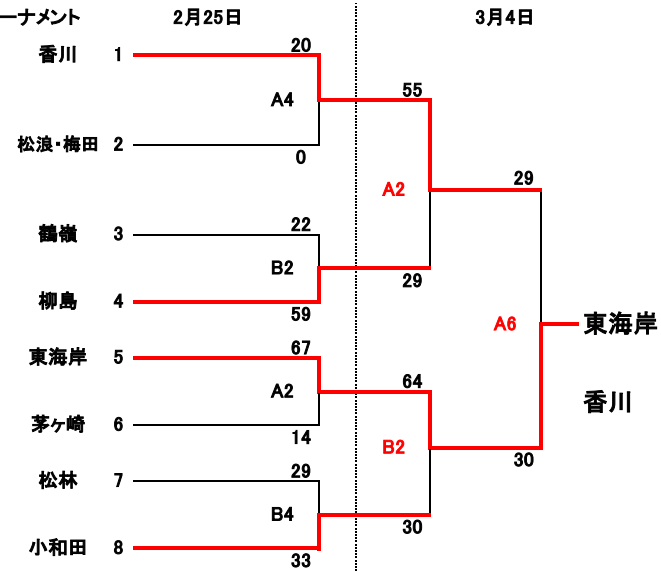 ーナメント 2月25日 3月4日
香川 1 20
55
A4
松浪・梅田 2 0
A2 29
鶴嶺 3 22
B2
29
柳島 4 59
A6 東海岸
東海岸 5 67
64
A2
香川
茅ヶ崎 6 14
B2
30
松林 7 29
B4
30
小和田 8 33